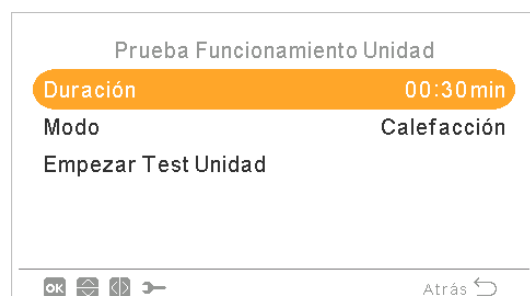 Prueba Funcionamiento Unidad
Duración 00:30min
Modo Calefacción
Empezar Test Unidad
OK Atrás